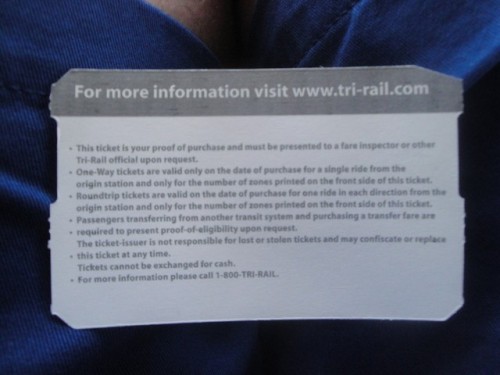 For more information visit www.tri-rail.com
• This ticket is your proof of purchase and must be presented to a fare inspector or other
Tri-Rail official upon request.
• One-Way tickets are valid only on the date of purchase for a single ride from the
origin station and only for the number of zones printed on the front side of this ticket.
• Roundtrip tickets are valid on the date of purchase for one ride in each direction from the
origin station and only for the number of zones printed on the front side of this ticket.
• Passengers transferring from another transit system and purchasing a transfer fare are
• required to present proof-of-eligibility upon request.
The ticket-issuer is not responsible for lost or stolen tickets and may confiscate or replace
• this ticket at any time.
Tickets cannot be exchanged for cash.
• For more information please call 1-800-TRI-RAIL.